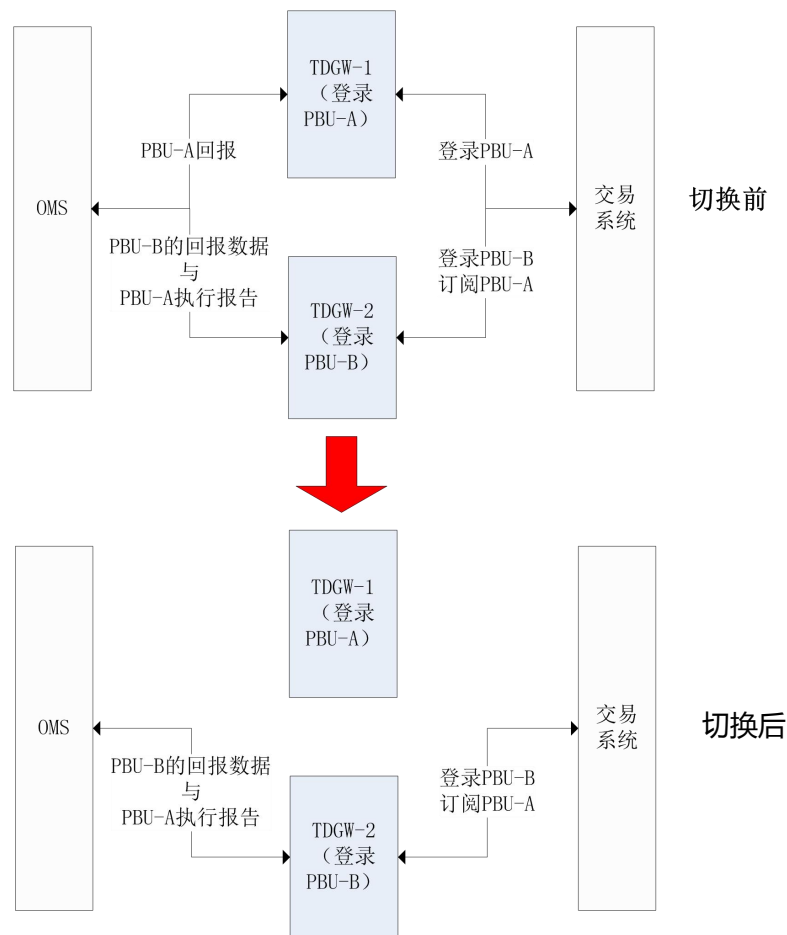 TDGW-1
（登录
PBU-A）
PBU-A回报
登录PBU-A
OMS
交易
系统
切换前
PBU-B的回报数据
与
PBU-A执行报告
登录PBU-B
订阅PBU-A
TDGW-2
（登录
PBU-B）
TDGW-1
（登录
PBU-A）
OMS
交易
系统
切换后
PBU-B的回报数据
与
PBU-A执行报告
登录PBU-B
订阅PBU-A
TDGW-2
（登录
PBU-B）